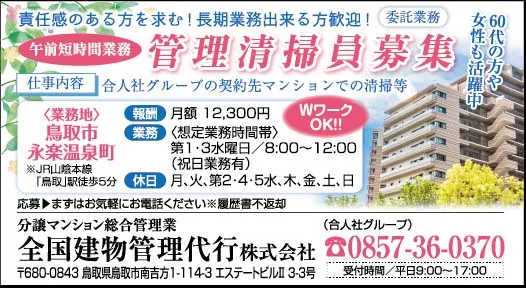 責任感のある方を求む!長期業務出来る方歓迎!
委託業務
午前短時間業務
管理清掃員募集
60代の方や
女性も活躍中
仕事内容 合人社グループの契約先マンションでの清掃等
〈業務地〉
鳥取市
永楽温泉町
※JR山陰本線
「鳥取」駅徒歩5分
報酬 月額 12,300円
業務 〈想定業務時間帯〉
第1・3水曜日/8:00〜12:00
(祝日業務有)
休日 月、火、第2・4・5水、木、金、土、日
Wワーク
OK!!
応募▶まずはお気軽にお電話ください※履歴書不返却
分譲マンション総合管理業
全国建物管理代行株式会社
〒680-0843 鳥取県鳥取市南吉方1-114-3 エステートビルⅡ 3-3号
(合人社グループ)
☎0857-36-0370
受付時間/平日9:00〜17:00